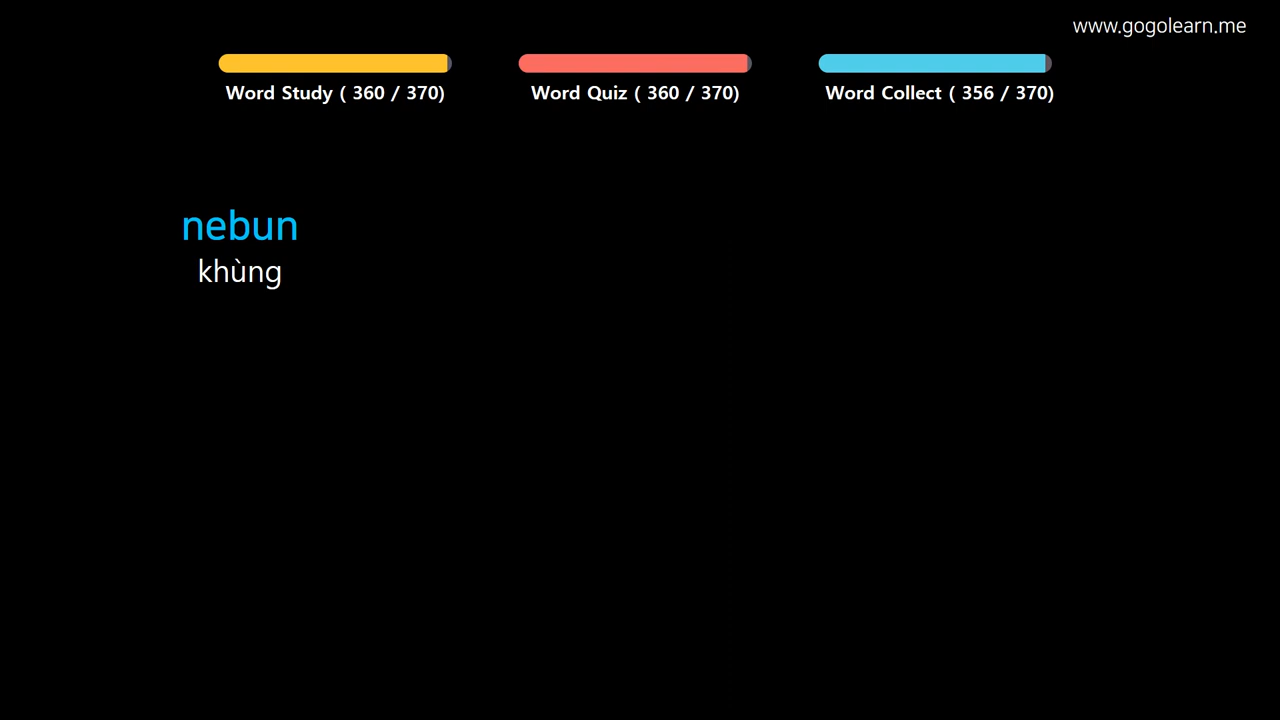 www.gogolearn.me
Word Study ( 360 / 370)
Word Quiz ( 360 / 370)
Word Collect ( 356 / 370)
nebun
khùng